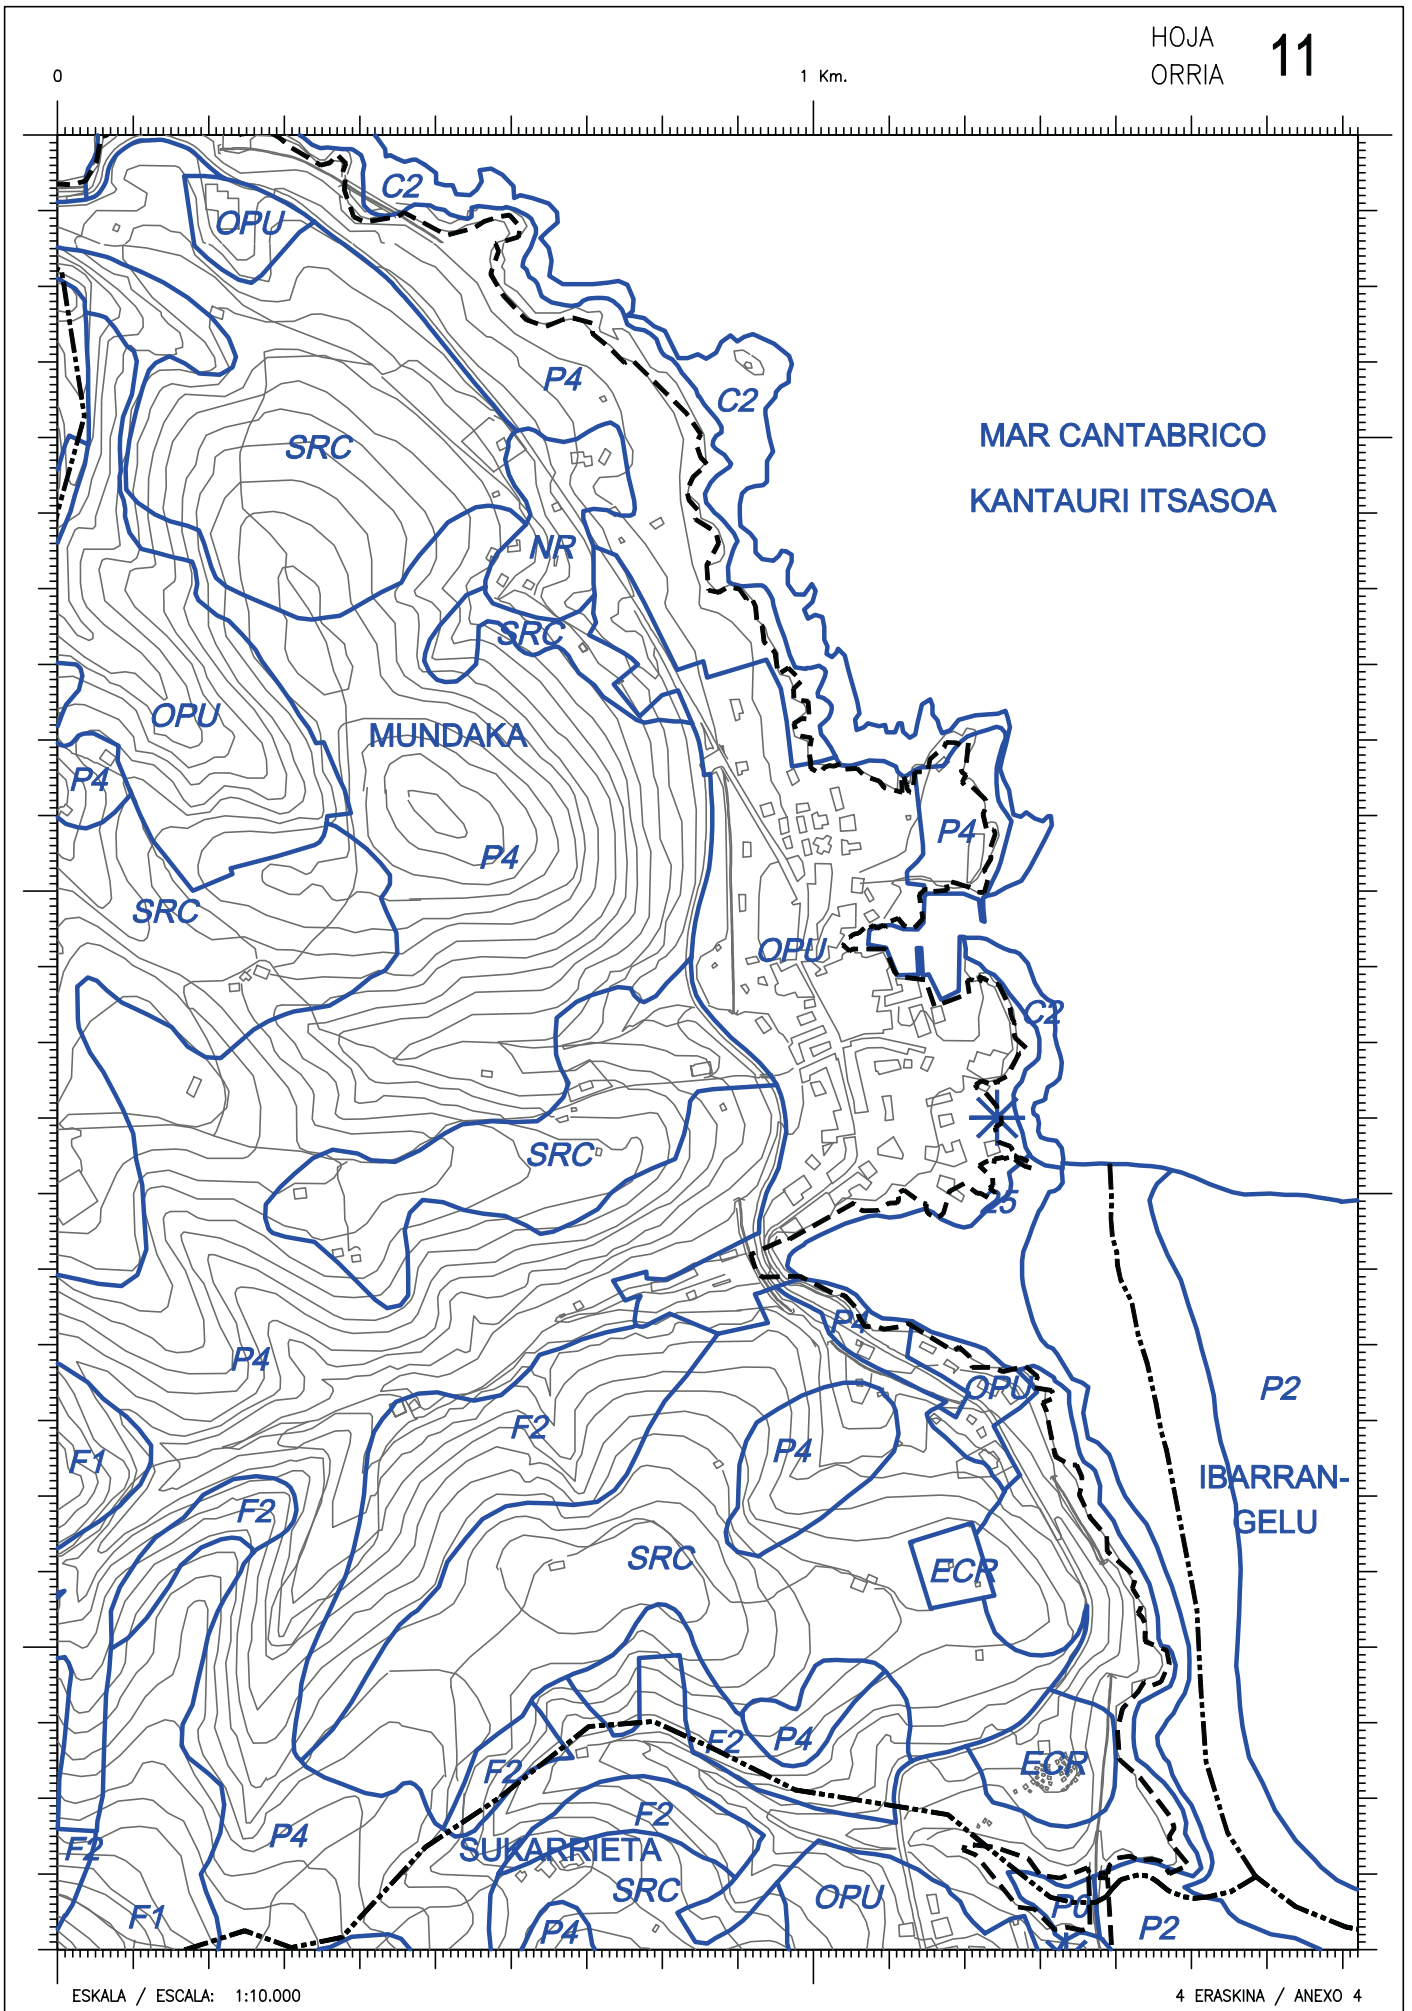 HOJA
ORRIA
11
0
1 Km.
C2
OPU
P4
C2
SRC
MAR CANTABRICO
KANTAURI ITSASOA
NR
SRC
OPU
MUNDAKA
P4
P4
P4
SRC
OPU
C2
SRC
25
P4
P4
OPU
P2
F2
P4
F1
IBARRAN-
GELU
F2
SRC
ECR
P4
F2
ECR
F2
F2
P4
SUKARRIETA
F2
SRC
OPU
P0
F1
P4
P2
ESKALA / ESCALA: 1:10.000
4 ERASKINA / ANEXO 4